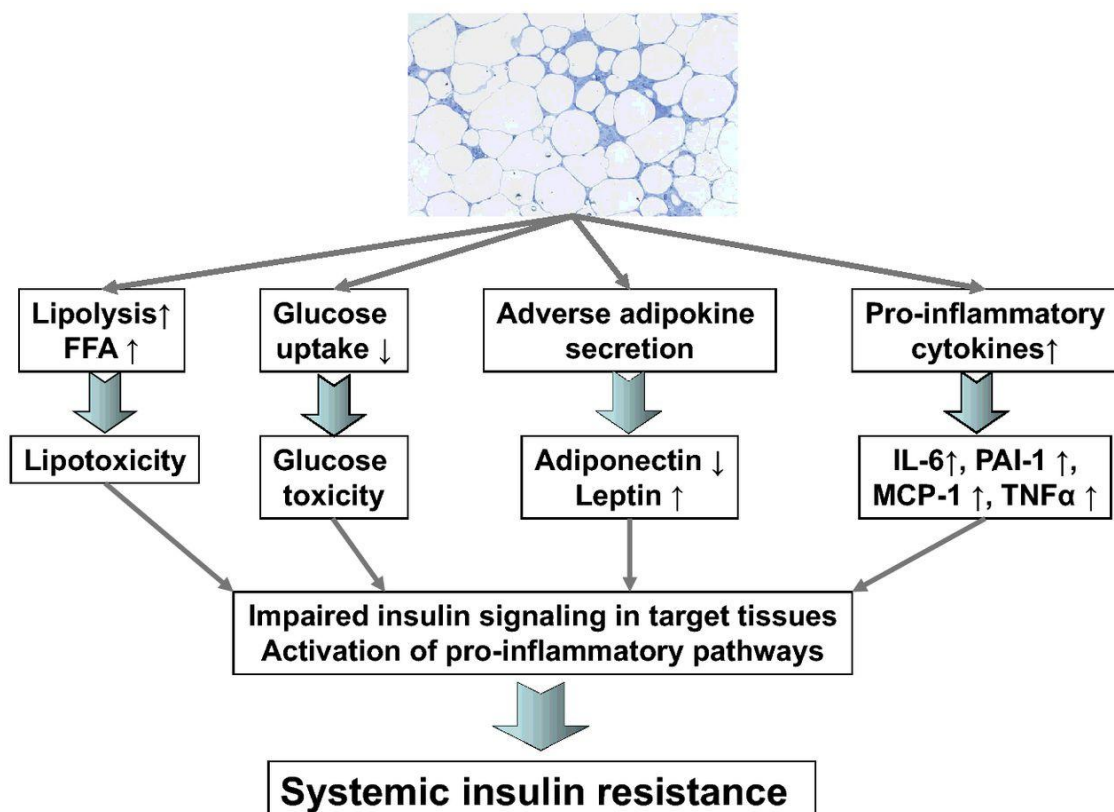 Lipolysis↑
FFA ↑
Glucose
uptake ↓
Adverse adipokine
secretion
Pro-inflammatory
cytokines↑
Lipotoxicity
Glucose
toxicity
Adiponectin ↓
Leptin ↑
IL-6↑, PAI-1 ↑,
MCP-1 ↑, TNFα ↑
Impaired insulin signaling in target tissues
Activation of pro-inflammatory pathways
Systemic insulin resistance